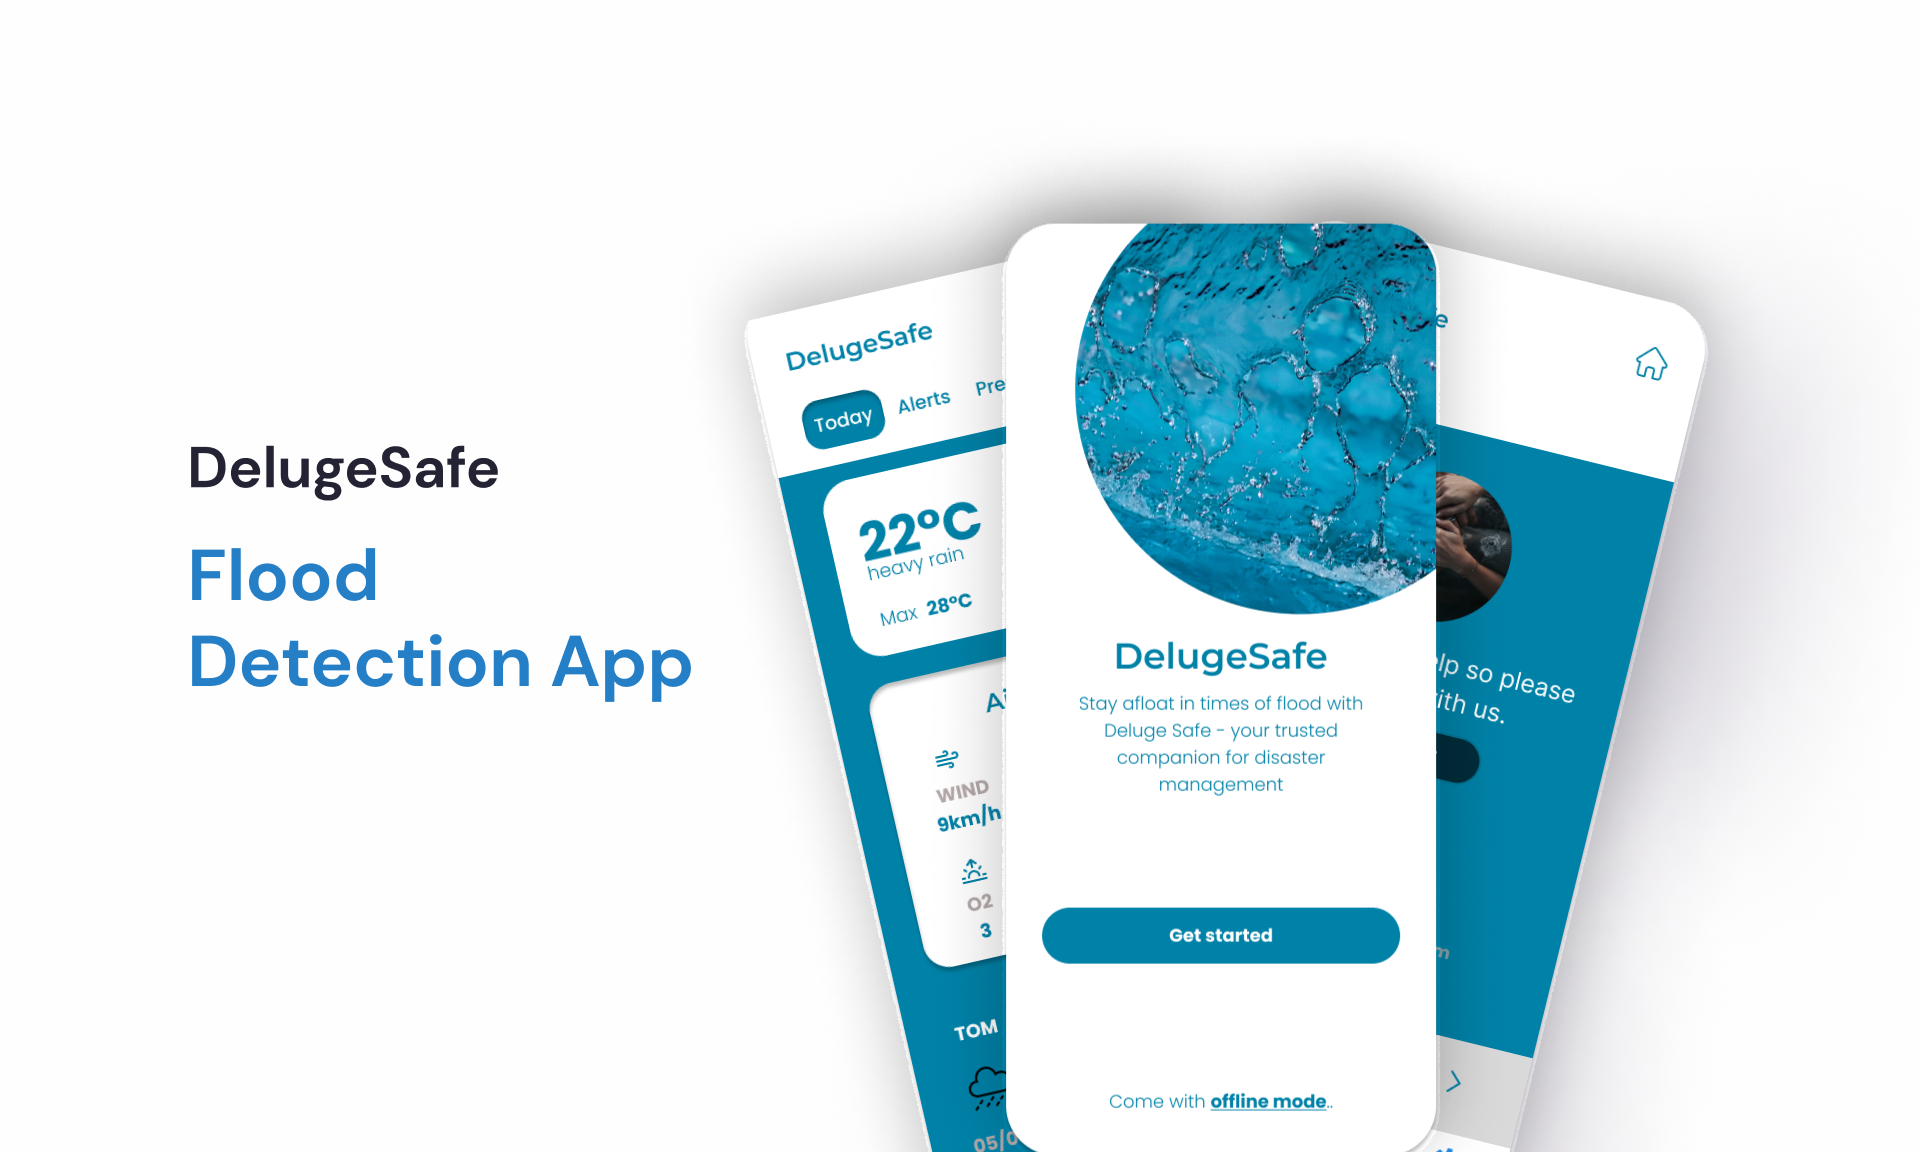 DelugeSafe
Flood
Detection App
DelugeSafe
Today Alerts
22°C
heavy rain
Max 28°C
WIND
9km/h
O2
3
TOM
DelugeSafe
Stay afloat in times of flood with
Deluge Safe - your trusted
companion for disaster
management
Get started
Come with offline mode..
so please
us.